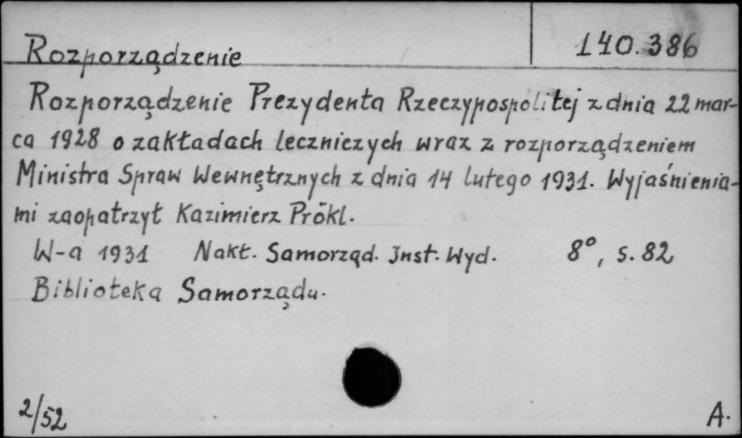 Rozporządzenie 140.386
Rozporządzenie Prezydenta Rzeczypospolitej z dnia 22 mar-
ca 1928 o zakładach leczniczych wraz z rozporządzeniem
Ministra Spraw Wewnętrznych z dnia 14 lutego 1931. Wyjaśnienia-
mi zaopatrzył Kazimierz Prökl.
W-a 1931 Nakł. Samorząd. Inst. Wyd. 8°, s. 82
Biblioteka Samorządu.
2/52 A.